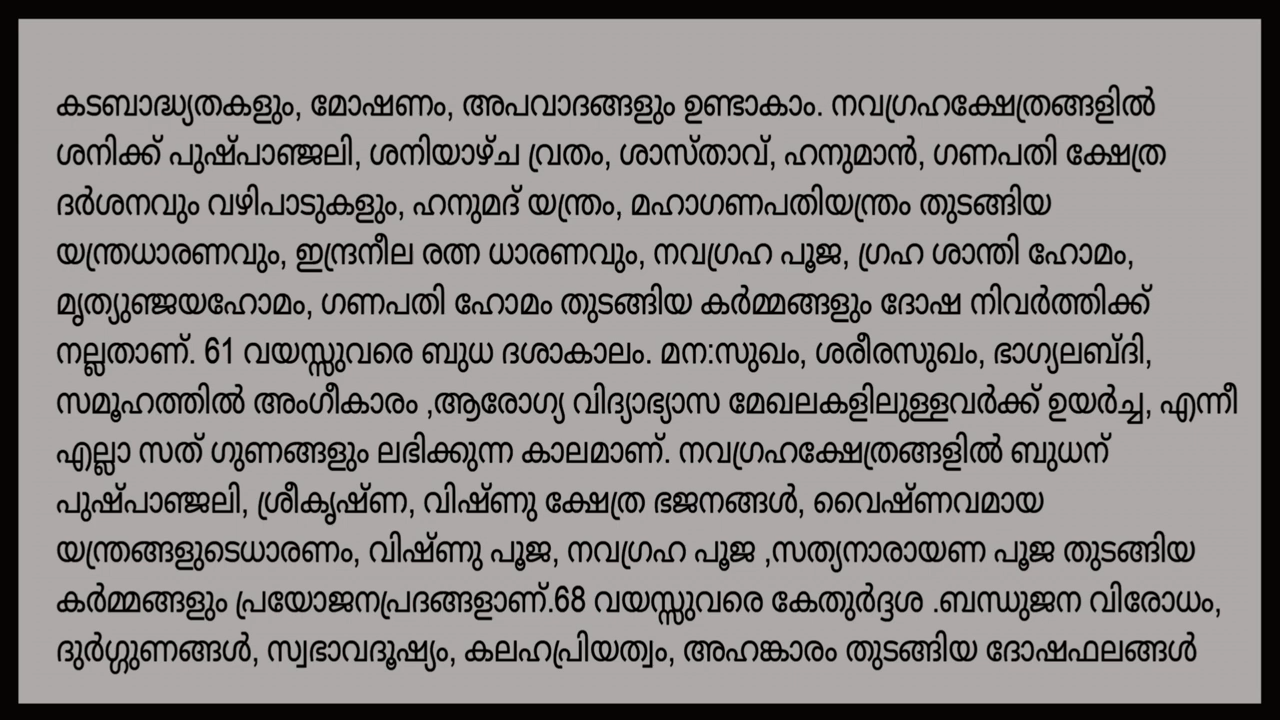 കടബാദ്ധ്യതകളും, മോഷണം, അപവാദങ്ങളും ഉണ്ടാകാം. നവഗ്രഹക്ഷേത്രങ്ങളിൽ
ശനിക്ക് പുഷ്പാഞ്ജലി, ശനിയാഴ്ച വ്രതം, ശാസ്താവ്, ഹനുമാൻ, ഗണപതി ക്ഷേത്ര
ദർശനവും വഴിപാടുകളും, ഹനുമദ് യന്ത്രം, മഹാഗണപതിയന്ത്രം തുടങ്ങിയ
യന്ത്രധാരണവും, ഇന്ദ്രനീല രത്ന ധാരണവും, നവഗ്രഹ പൂജ, ഗ്രഹ ശാന്തി ഹോമം,
മൃത്യുഞ്ജയഹോമം, ഗണപതി ഹോമം തുടങ്ങിയ കർമ്മങ്ങളും ദോഷ നിവർത്തിക്ക്
നല്ലതാണ്. 61 വയസ്സുവരെ ബുധ ദശാകാലം. മന:സുഖം, ശരീരസുഖം, ഭാഗ്യലബ്ദി,
സമൂഹത്തിൽ അംഗീകാരം ,ആരോഗ്യ വിദ്യാഭ്യാസ മേഖലകളിലുള്ളവർക്ക് ഉയർച്ച, എന്നീ
എല്ലാ സത് ഗുണങ്ങളും ലഭിക്കുന്ന കാലമാണ്. നവഗ്രഹക്ഷേത്രങ്ങളിൽ ബുധന്
പുഷ്പാഞ്ജലി, ശ്രീകൃഷ്ണ, വിഷ്ണു ക്ഷേത്ര ഭജനങ്ങൾ, വൈഷ്ണവമായ
യന്ത്രങ്ങളുടെധാരണം, വിഷ്ണു പൂജ, നവഗ്രഹ പൂജ ,സത്യനാരായണ പൂജ തുടങ്ങിയ
കർമ്മങ്ങളും പ്രയോജനപ്രദങ്ങളാണ്.68 വയസ്സുവരെ കേതുർദ്ദശ .ബന്ധുജന വിരോധം,
ദുർഗ്ഗുണങ്ങൾ, സ്വഭാവദൂഷ്യം, കലഹപ്രിയത്വം, അഹങ്കാരം തുടങ്ങിയ ദോഷഫലങ്ങൾ